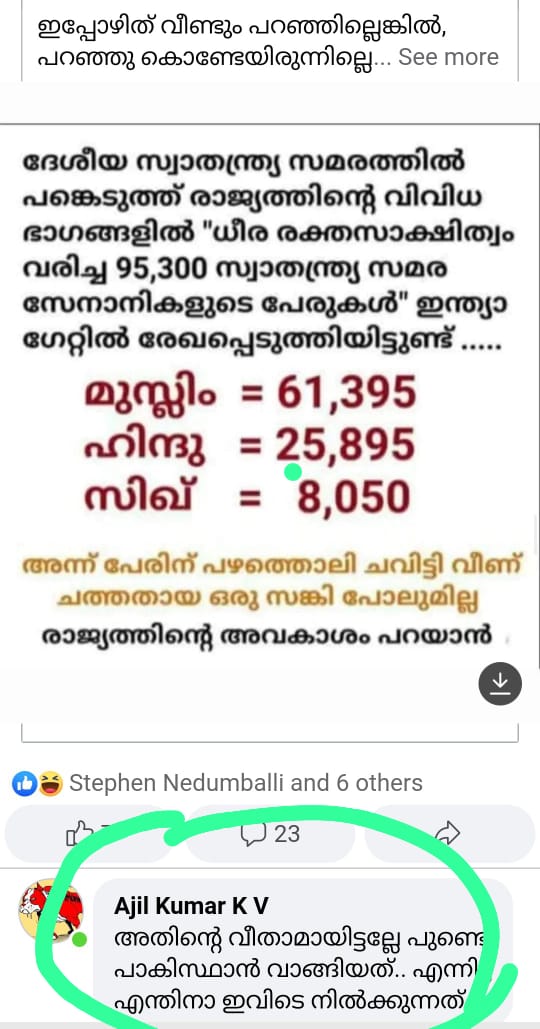 ഇപ്പോഴിത് വീണ്ടും പറഞ്ഞില്ലെങ്കിൽ,
പറഞ്ഞു കൊണ്ടേയിരുന്നില്ലെ... See more
ദേശീയ സ്വാതന്ത്ര്യ സമരത്തിൽ
പങ്കെടുത്ത് രാജ്യത്തിന്റെ വിവിധ
ഭാഗങ്ങളിൽ "ധീര രക്തസാക്ഷിത്വം
വരിച്ച 95,300 സ്വാതന്ത്ര്യ സമര
സേനാനികളുടെ പേരുകൾ" ഇന്ത്യാ
ഗേറ്റിൽ രേഖപ്പെടുത്തിയിട്ടുണ്ട് .....
മുസ്ലിം = 61,395
ഹിന്ദു = 25,895
സിഖ് = 8,050
അന്ന് പേരിന് പഴത്തൊലി ചവിട്ടി വീണ്
ചത്തതായ ഒരു സങ്കി പോലുമില്ല
രാജ്യത്തിന്റെ അവകാശം പറയാൻ
Stephen Nedumballi and 6 others
23
Ajil Kumar K V
അതിന്റെ വീതാമായിട്ടല്ലേ പുണ്ടെ
പാകിസ്ഥാൻ വാങ്ങിയത്.. എന്നി
എന്തിനാ ഇവിടെ നിൽക്കുന്നത്